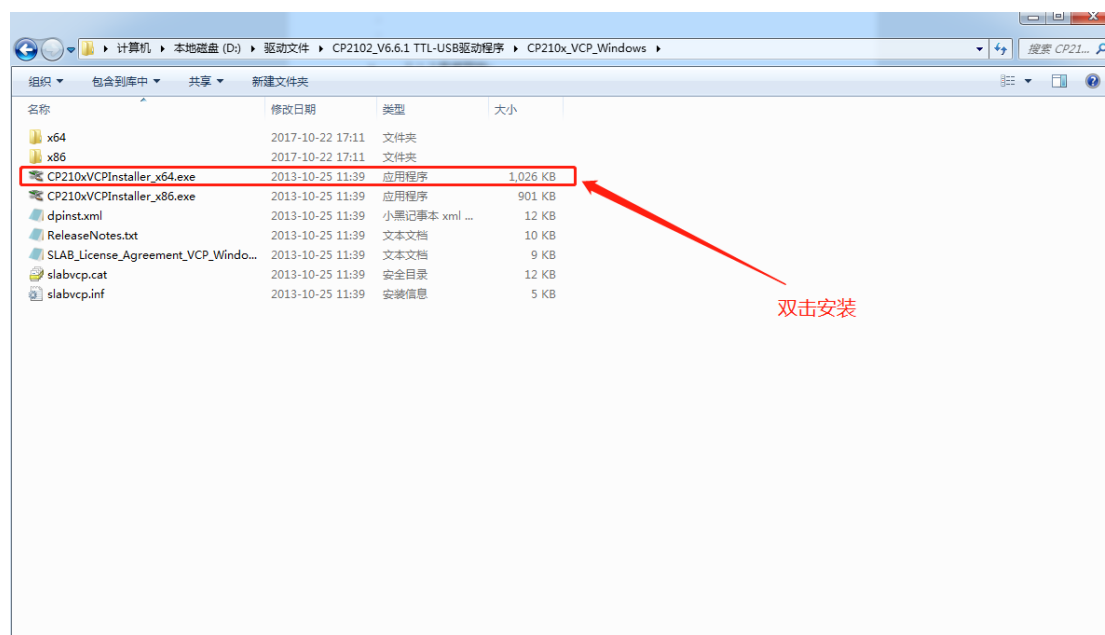 计算机 ▸ 本地磁盘 (D:) ▸ 驱动文件 ▸ CP2102_V6.6.1 TTL-USB驱动程序 ▸ CP210x_VCP_Windows ▸ 搜索 CP21...
组织 包含到库中 共享 新建文件夹
名称 修改日期 类型 大小
x64 2017-10-22 17:11 文件夹
x86 2017-10-22 17:11 文件夹
CP210xVCPInstaller_x64.exe 2013-10-25 11:39 应用程序 1,026 KB
CP210xVCPInstaller_x86.exe 2013-10-25 11:39 应用程序 901 KB
dpinst.xml 2013-10-25 11:39 小黑记事本 xml ... 12 KB
ReleaseNotes.txt 2013-10-25 11:39 文本文档 10 KB
SLAB_License_Agreement_VCP_Windo... 2013-10-25 11:39 文本文档 9 KB
slabvcp.cat 2013-10-25 11:39 安全目录 12 KB
slabvcp.inf 2013-10-25 11:39 安装信息 5 KB
双击安装